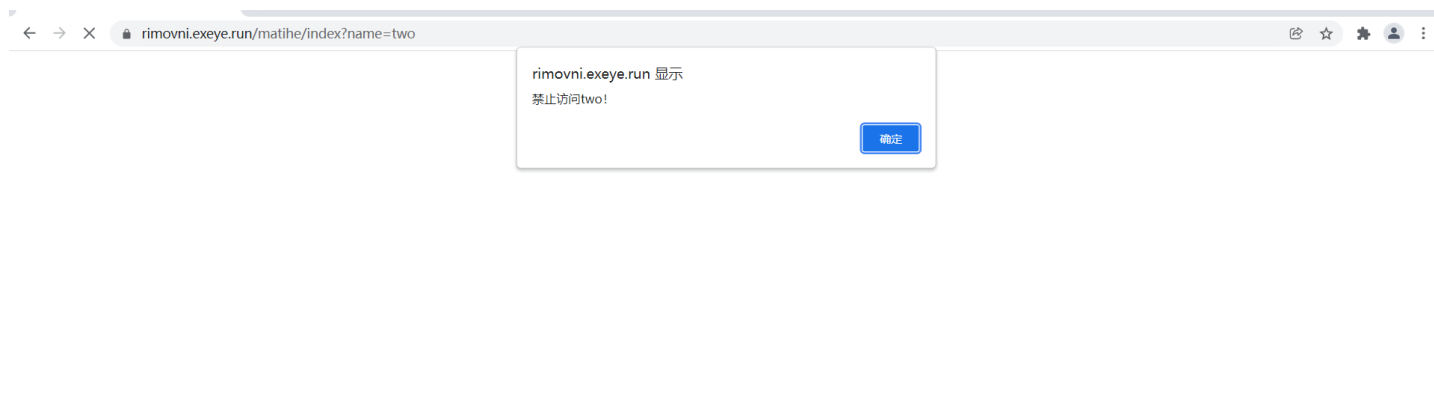 rimovni.exeye.run/matihe/index?name=two
rimovni.exeye.run 显示
禁止访问two!
确定